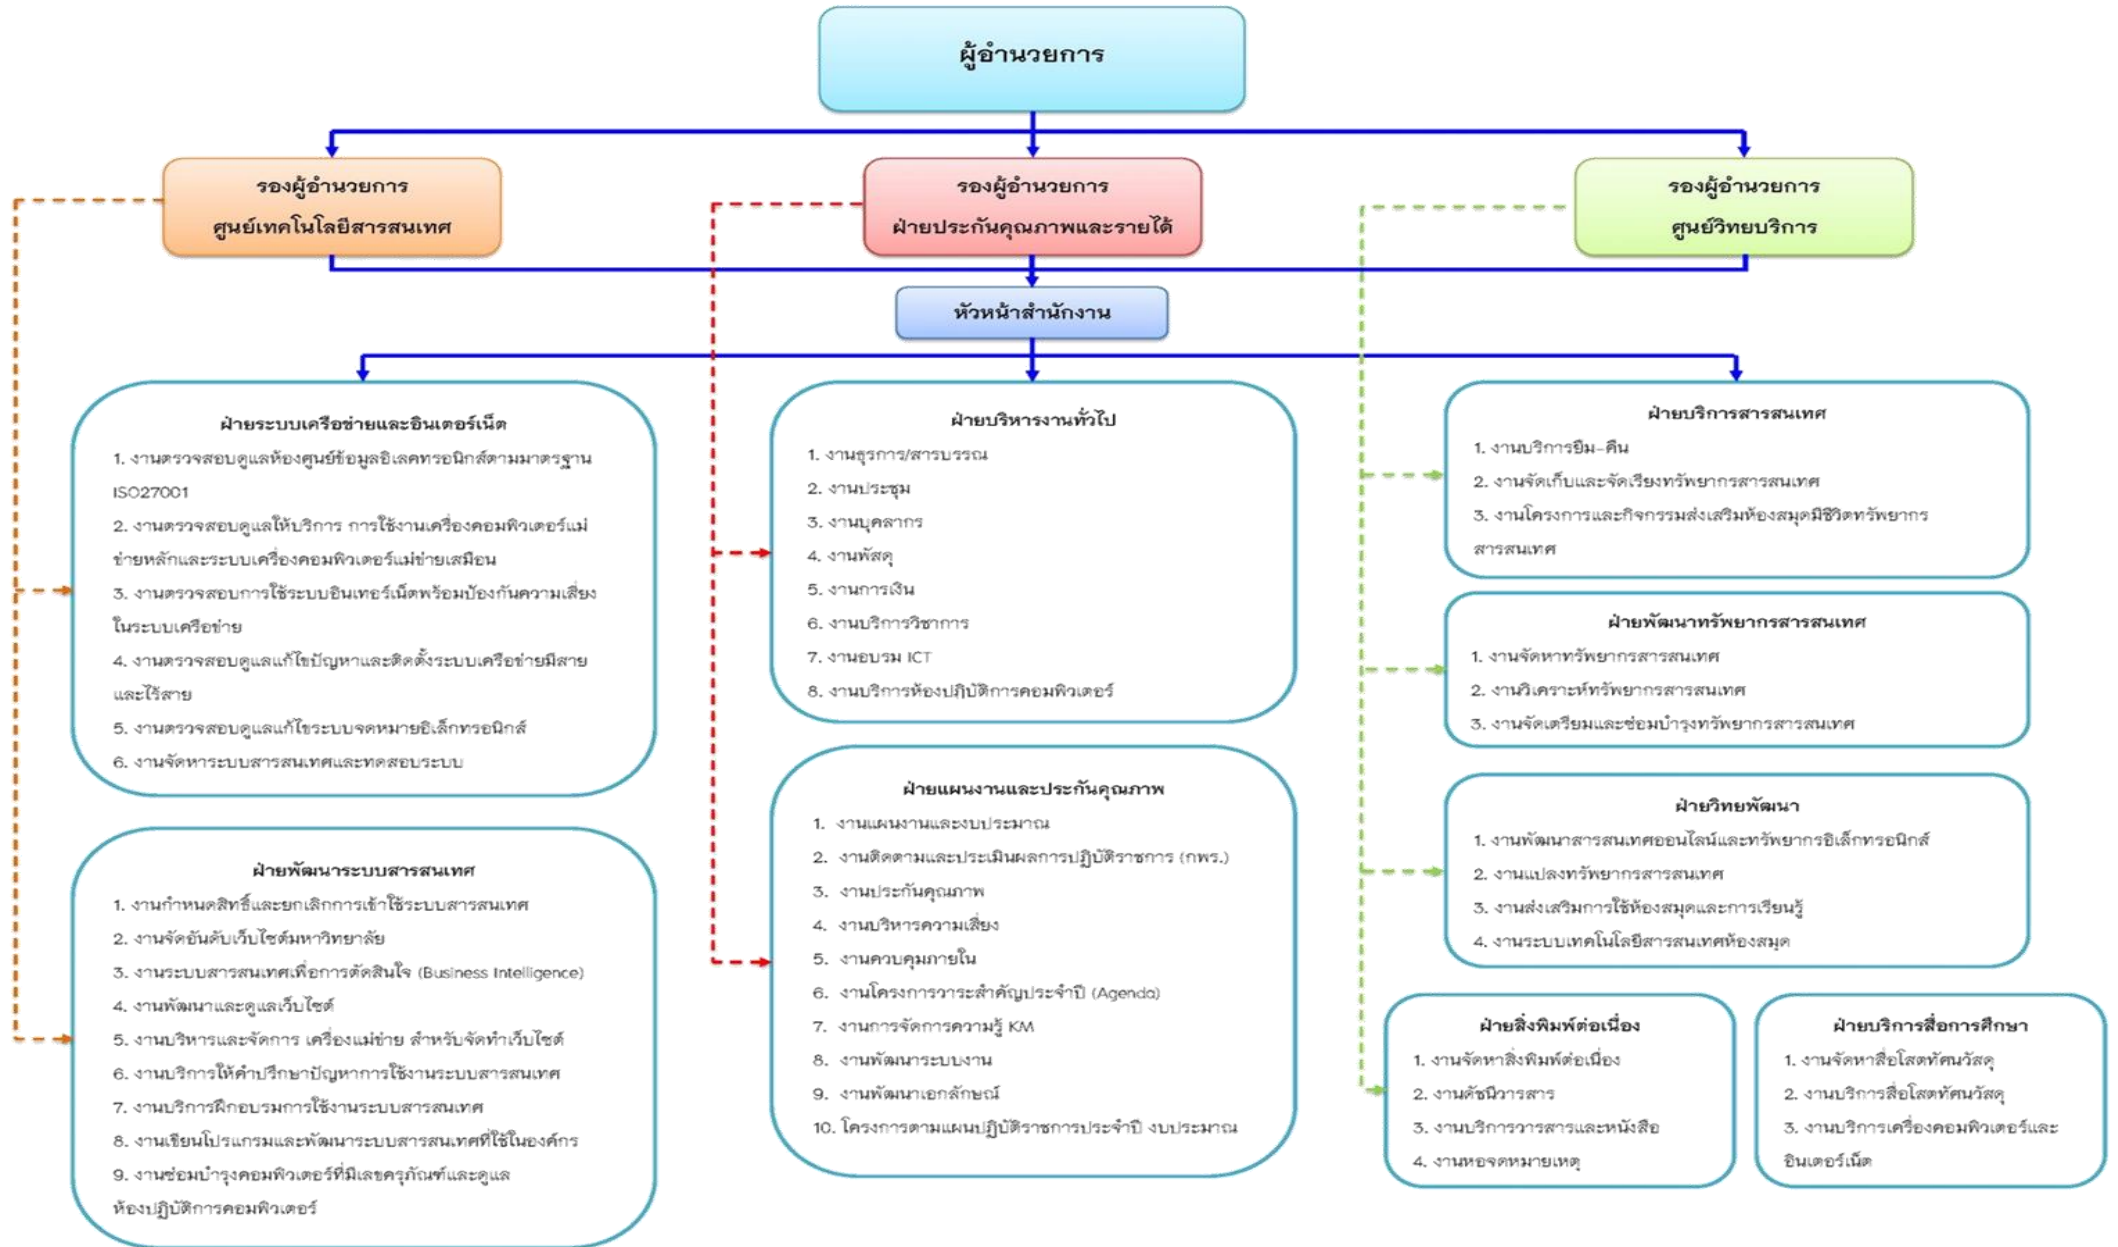 ผู้อำนวยการ
รองผู้อำนวยการ
ศูนย์เทคโนโลยีสารสนเทศ
รองผู้อำนวยการ
ฝ่ายประกันคุณภาพและรายได้
รองผู้อำนวยการ
ศูนย์วิทยบริการ
หัวหน้าสำนักงาน
ฝ่ายระบบเครือข่ายและอินเตอร์เน็ต
1. งานตรวจสอบดูแลห้องศูนย์ข้อมูลอิเลคทรอนิกส์ตามมาตรฐาน
ISO27001
2. งานตรวจสอบดูแลให้บริการ การใช้งานเครื่องคอมพิวเตอร์แม่
ข่ายหลักและระบบเครื่องคอมพิวเตอร์แม่ข่ายเสมือน
3. งานตรวจสอบการใช้ระบบอินเทอร์เน็ตพร้อมป้องกันความเสี่ยง
ในระบบเครือข่าย
4. งานตรวจสอบดูแลแก้ไขปัญหาและติดตั้งระบบเครือข่ายมีสาย
และไร้สาย
5. งานตรวจสอบดูแลแก้ไขระบบจดหมายอิเล็กทรอนิกส์
6. งานจัดหาระบบสารสนเทศและทดสอบระบบ
ฝ่ายพัฒนาระบบสารสนเทศ
1. งานกำหนดสิทธิ์และยกเลิกการเข้าใช้ระบบสารสนเทศ
2. งานจัดอันดับเว็บไซต์มหาวิทยาลัย
3. งานระบบสารสนเทศเพื่อการตัดสินใจ (Business Intelligence)
4. งานพัฒนาและดูแลเว็บไซต์
5. งานบริหารและจัดการ เครื่องแม่ข่าย สำหรับจัดทำเว็บไซต์
6. งานบริการให้คำปรึกษาปัญหาการใช้งานระบบสารสนเทศ
7. งานบริการฝึกอบรมการใช้งานระบบสารสนเทศ
8. งานเขียนโปรแกรมและพัฒนาระบบสารสนเทศที่ใช้ในองค์กร
9. งานซ่อมบำรุงคอมพิวเตอร์ที่มีเลขครุภัณฑ์และดูแล
ห้องปฏิบัติการคอมพิวเตอร์
ฝ่ายบริหารงานทั่วไป
1. งานธุรการ/สารบรรณ
2. งานประชุม
3. งานบุคลากร
4. งานพัสดุ
5. งานการเงิน
6. งานบริการวิชาการ
7. งานอบรม ICT
8. งานบริการห้องปฏิบัติการคอมพิวเตอร์
ฝ่ายแผนงานและประกันคุณภาพ
1. งานแผนงานและงบประมาณ
2. งานติดตามและประเมินผลการปฏิบัติราชการ (กพร.)
3. งานประกันคุณภาพ
4. งานบริหารความเสี่ยง
5. งานควบคุมภายใน
6. งานโครงการวาระสำคัญประจำปี (Agenda)
7. งานการจัดการความรู้ KM
8. งานพัฒนาระบบงาน
9. งานพัฒนาเอกลักษณ์
10. โครงการตามแผนปฏิบัติราชการประจำปี งบประมาณ
ฝ่ายบริการสารสนเทศ
1. งานบริการยืม-คืน
2. งานจัดเก็บและจัดเรียงทรัพยากรสารสนเทศ
3. งานโครงการและกิจกรรมส่งเสริมห้องสมุดมีชีวิตทรัพยากร
สารสนเทศ
ฝ่ายพัฒนาทรัพยากรสารสนเทศ
1. งานจัดหาทรัพยากรสารสนเทศ
2. งานวิเคราะห์ทรัพยากรสารสนเทศ
3. งานจัดเตรียมและซ่อมบำรุงทรัพยากรสารสนเทศ
ฝ่ายวิทยพัฒนา
1. งานพัฒนาสารสนเทศออนไลน์และทรัพยากรอิเล็กทรอนิกส์
2. งานแปลงทรัพยากรสารสนเทศ
3. งานส่งเสริมการใช้ห้องสมุดและการเรียนรู้
4. งานระบบเทคโนโลยีสารสนเทศห้องสมุด
ฝ่ายสิ่งพิมพ์ต่อเนื่อง
1. งานจัดหาสิ่งพิมพ์ต่อเนื่อง
2. งานดัชนีวารสาร
3. งานบริการวารสารและหนังสือ
4. งานหอจดหมายเหตุ
ฝ่ายบริการสื่อการศึกษา
1. งานจัดหาสื่อโสตทัศนวัสดุ
2. งานบริการสื่อโสตทัศนวัสดุ
3. งานบริการเครื่องคอมพิวเตอร์และ
อินเตอร์เน็ต